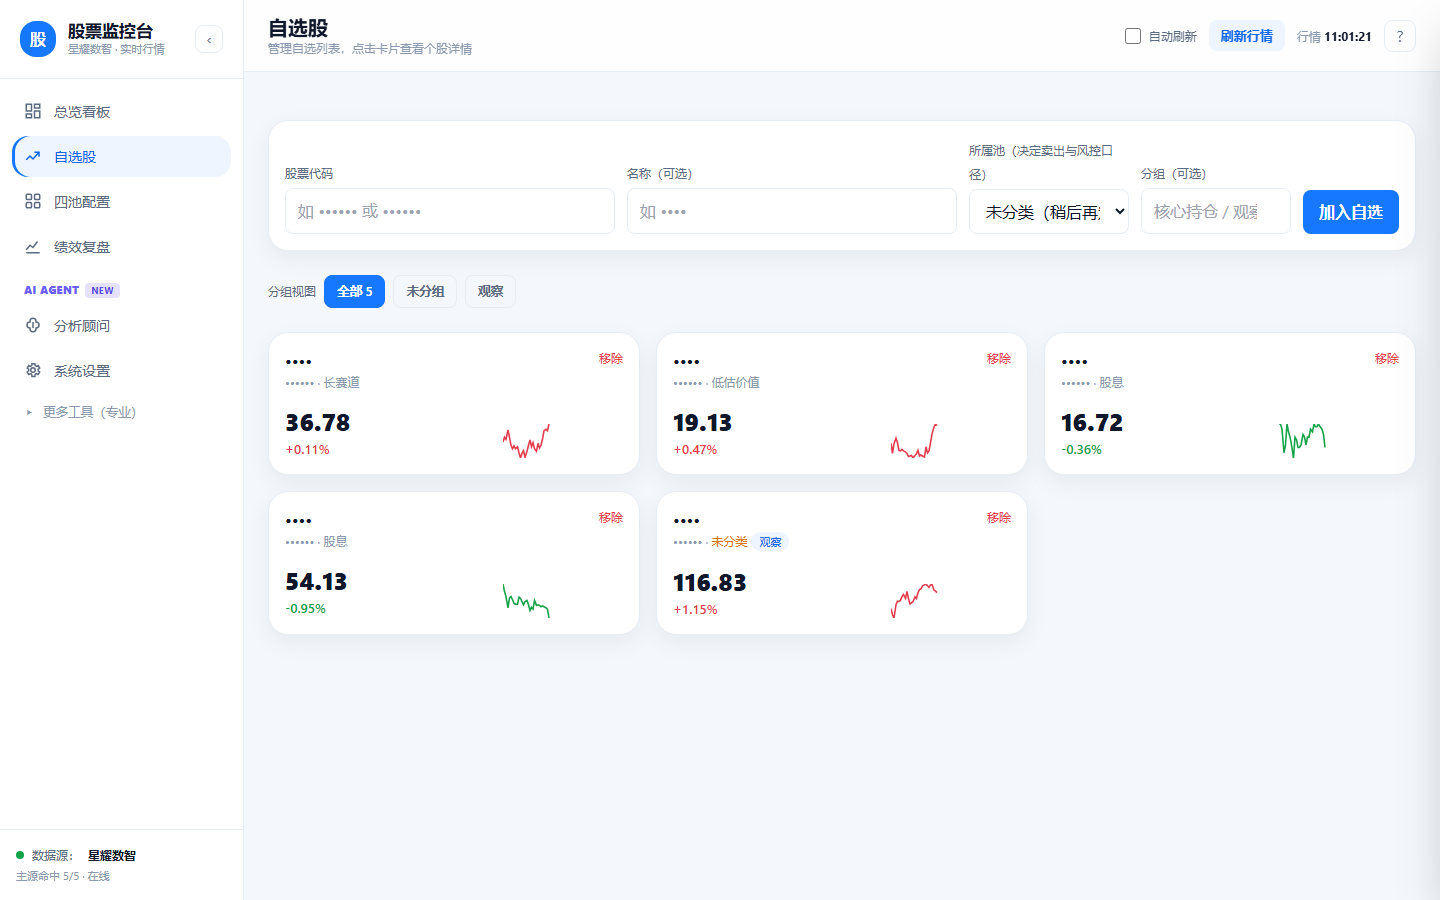 股
股票监控台
星耀数智 · 实时行情
‹
总览看板
自选股
四池配置
绩效复盘
AI AGENT NEW
分析顾问
系统设置
更多工具（专业）
数据源： 星耀数智
主源命中 5/5 · 在线
自选股
管理自选列表，点击卡片查看个股详情
自动刷新
刷新行情
行情 11:01:21
?
股票代码
如 •••••• 或 ••••••
名称（可选）
如 ••••
所属池（决定卖出与风控口
径）
未分类（稍后再
分组（可选）
核心持仓 / 观察
加入自选
分组视图
全部 5
未分组
观察
••••
移除
•••••• · 长赛道
36.78
+0.11%
••••
移除
•••••• · 低估价值
19.13
+0.47%
••••
移除
•••••• · 股息
16.72
-0.36%
••••
移除
•••••• · 股息
54.13
-0.95%
••••
移除
•••••• · 未分类 观察
116.83
+1.15%